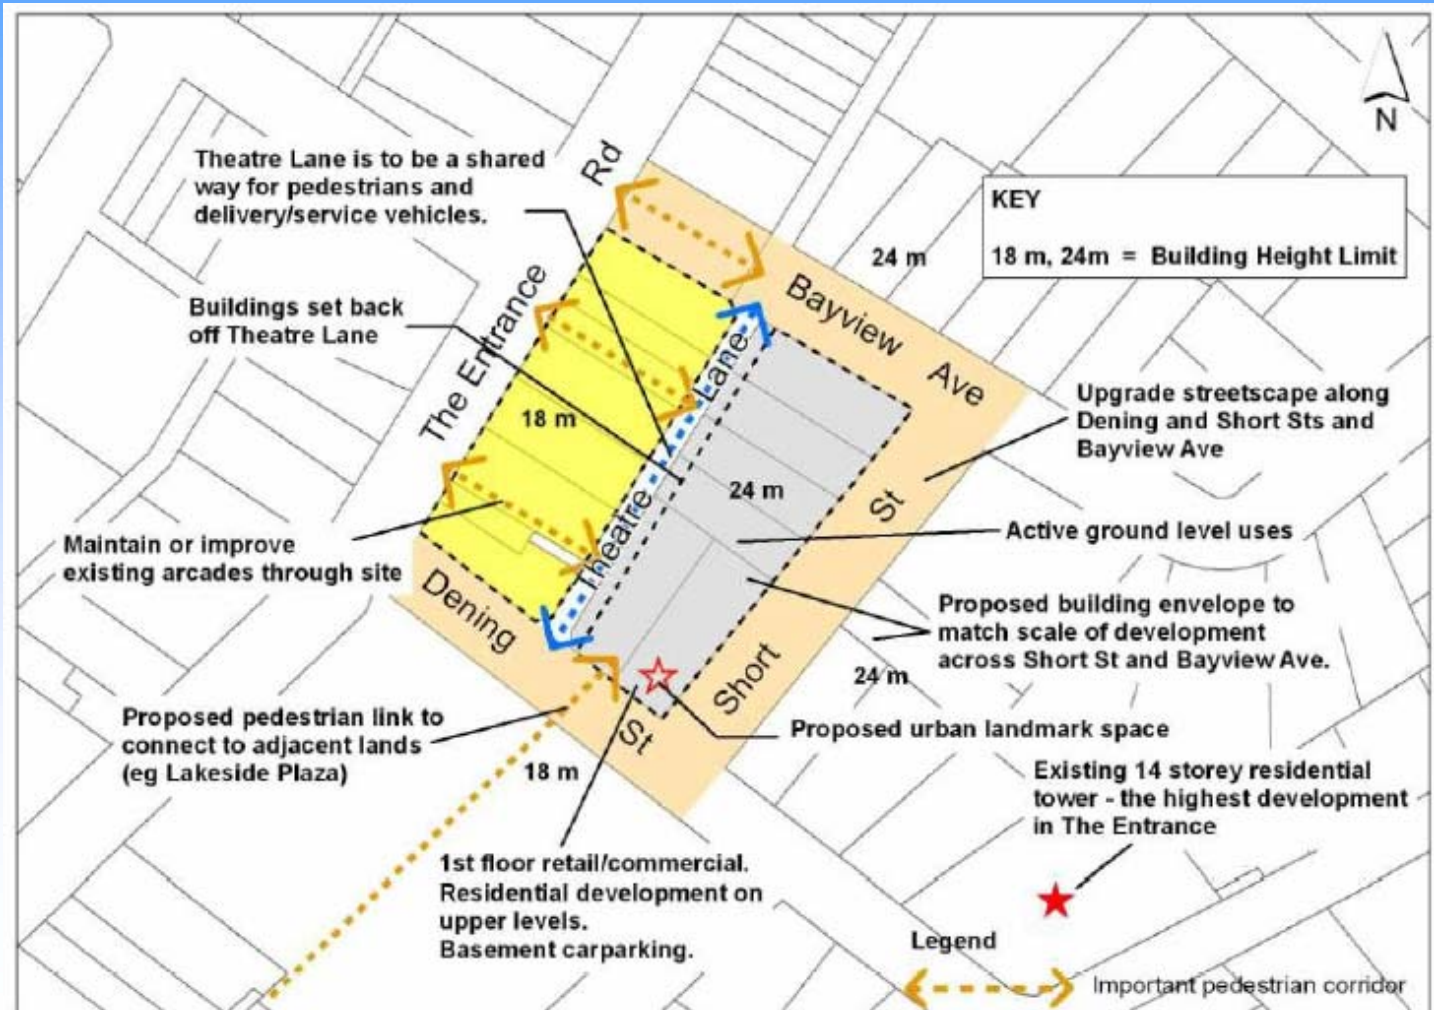 N
Theatre Lane is to be a shared
way for pedestrians and
delivery/service vehicles.
KEY
18 m, 24m = Building Height Limit
Buildings set back
off Theatre Lane
The Entrance Rd
24 m
Bayview Ave
Theatre Lane
18 m
24 m
Upgrade streetscape along
Dening and Short Sts and
Bayview Ave
Active ground level uses
Maintain or improve
existing arcades through site
Dening St
Short St
Proposed building envelope to
match scale of development
across Short St and Bayview Ave.
24 m
Proposed pedestrian link to
connect to adjacent lands
(eg Lakeside Plaza)
Proposed urban landmark space
18 m
Existing 14 storey residential
tower - the highest development
in The Entrance
1st floor retail/commercial.
Residential development on
upper levels.
Basement carparking.
Legend
Important pedestrian corridor